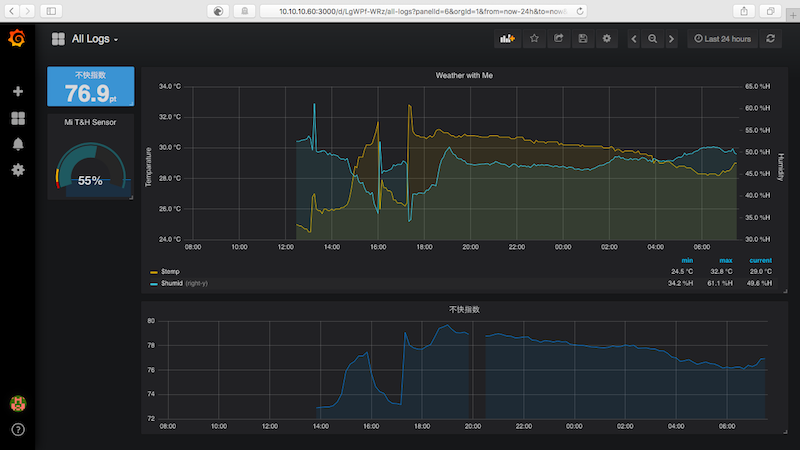 10.10.10.60:3000/d/LgWPf-WRz/all-logs?panelId=6&orgId=1&from=now-24h&to=now&
All Logs
Last 24 hours
不快指数
76.9pt
Mi T&H Sensor
55%
Weather with Me
34.0 °C
32.0 °C
30.0 °C
28.0 °C
26.0 °C
24.0 °C
Temparature
65.0 %H
60.0 %H
55.0 %H
50.0 %H
45.0 %H
40.0 %H
35.0 %H
30.0 %H
Humidity
08:00 10:00 12:00 14:00 16:00 18:00 20:00 22:00 00:00 02:00 04:00 06:00
min max current
$temp 24.5 °C 32.8 °C 29.0 °C
$humid (right-y) 34.2 %H 61.1 %H 49.6 %H
不快指数
80
78
76
74
72
08:00 10:00 12:00 14:00 16:00 18:00 20:00 22:00 00:00 02:00 04:00 06:00